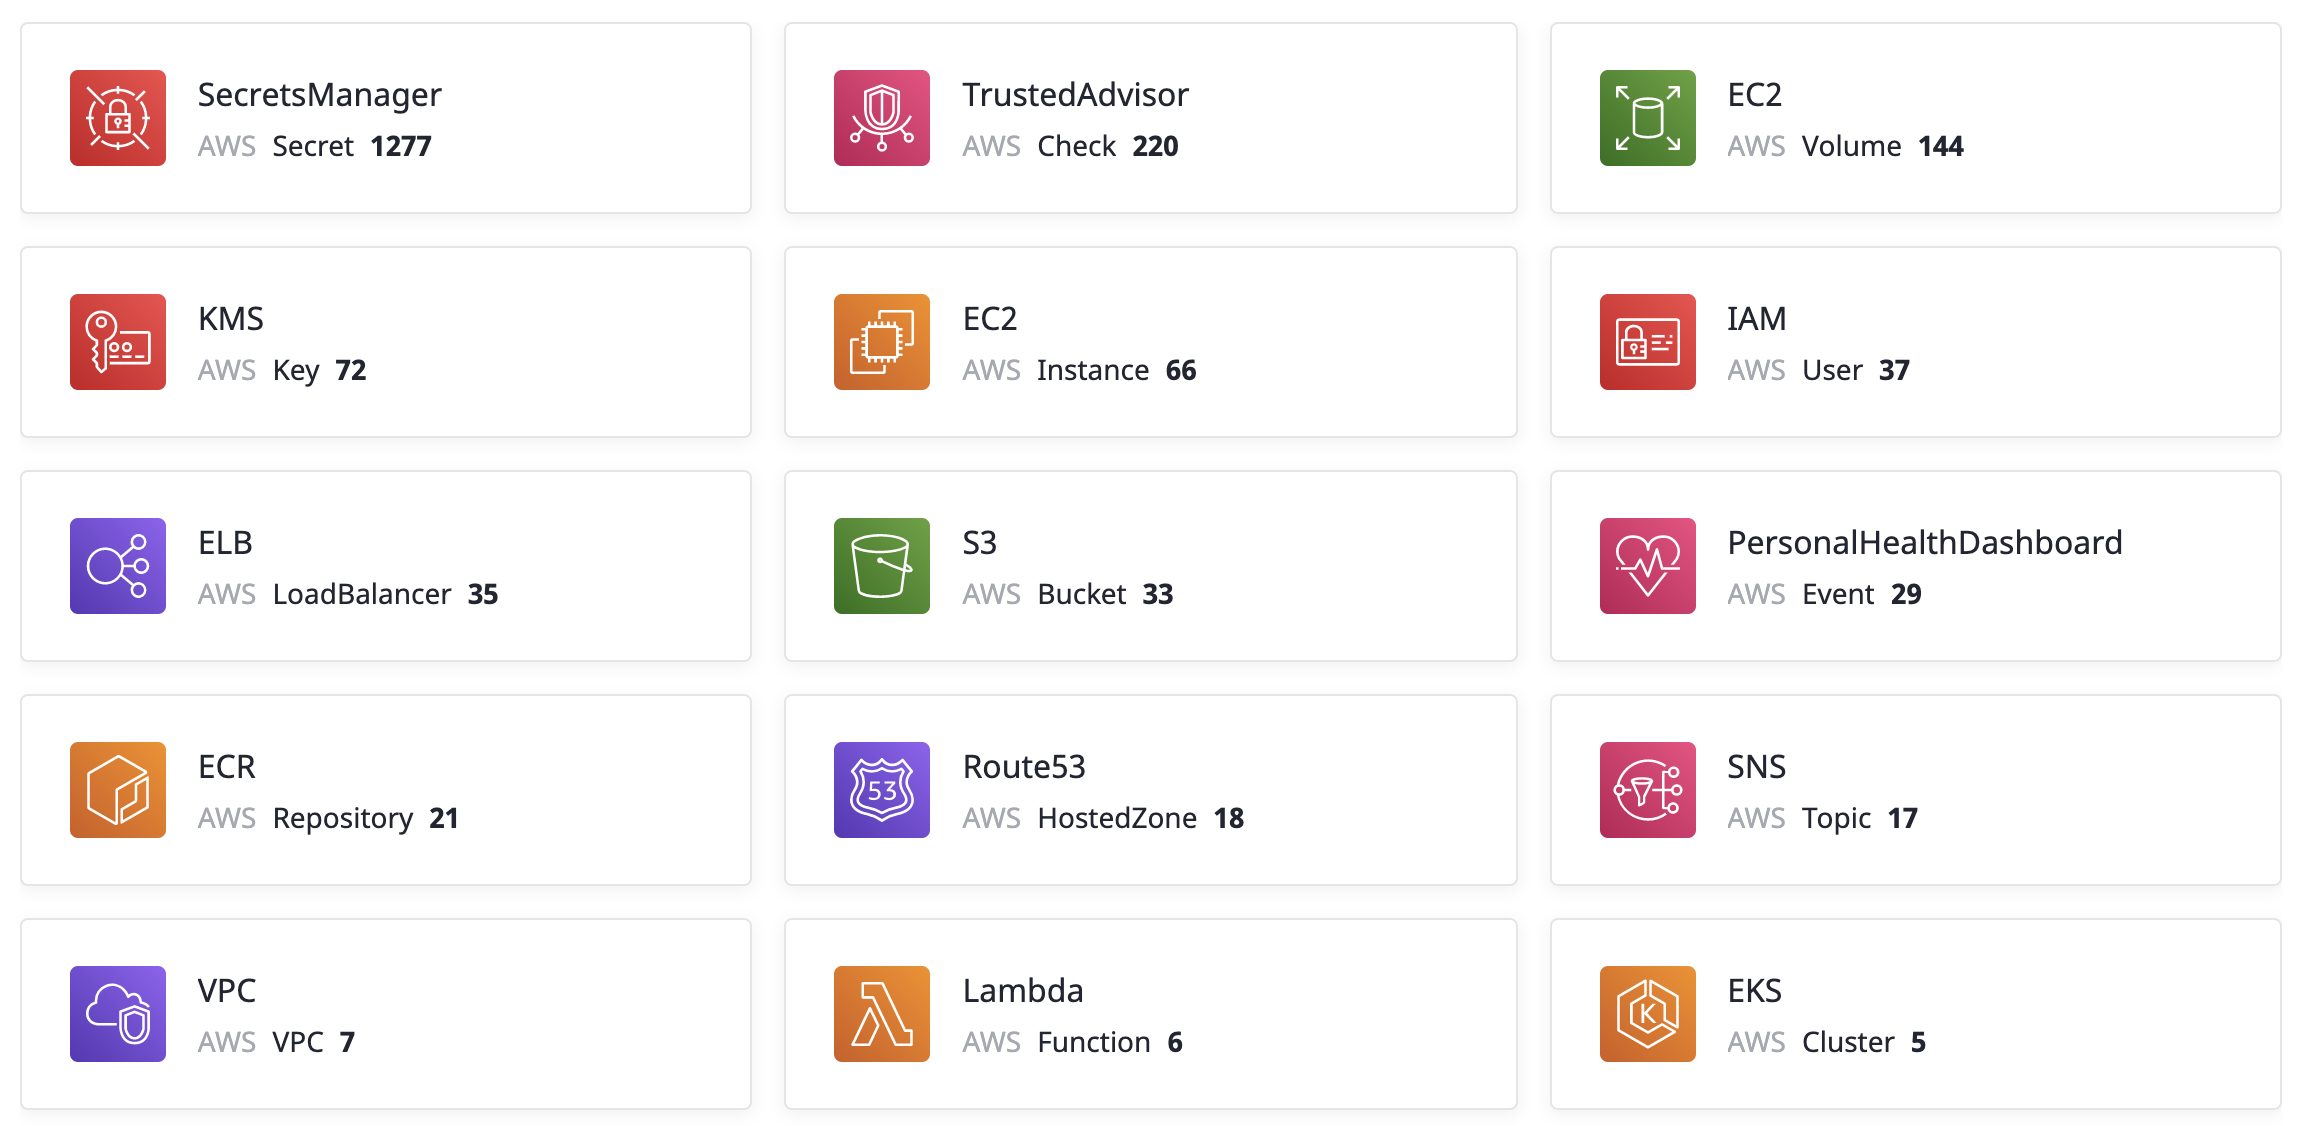 SecretsManager
AWS Secret 1277
TrustedAdvisor
AWS Check 220
EC2
AWS Volume 144
KMS
AWS Key 72
EC2
AWS Instance 66
IAM
AWS User 37
ELB
AWS LoadBalancer 35
S3
AWS Bucket 33
PersonalHealthDashboard
AWS Event 29
ECR
AWS Repository 21
53
Route53
AWS HostedZone 18
SNS
AWS Topic 17
VPC
AWS VPC 7
Lambda
AWS Function 6
K
EKS
AWS Cluster 5